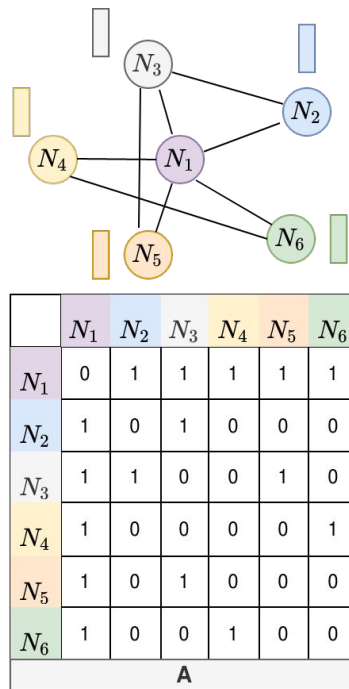 N₃
N₂
N₄ N₁
N₆
N₅
N₁ N₂ N₃ N₄ N₅ N₆
N₁ 0 1 1 1 1 1
N₂ 1 0 1 0 0 0
N₃ 1 1 0 0 1 0
N₄ 1 0 0 0 0 1
N₅ 1 0 1 0 0 0
N₆ 1 0 0 1 0 0
A